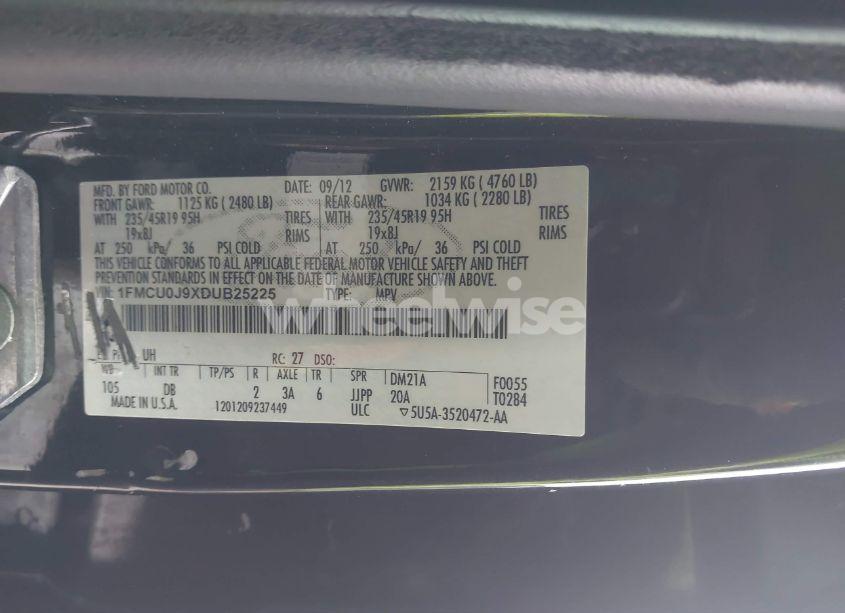 MFD. BY FORD MOTOR CO. DATE: 09/12 GVWR: 2159 KG ( 4760 LB)
FRONT GAWR: 1125 KG ( 2480 LB) REAR GAWR: 1034 KG ( 2280 LB)
WITH 235/45R19 95H TIRES WITH 235/45R19 95H TIRES
19x8J RIMS 19x8J RIMS
AT 250 kPa/ 36 PSI COLD AT 250 kPa/ 36 PSI COLD
THIS VEHICLE CONFORMS TO ALL APPLICABLE FEDERAL MOTOR VEHICLE SAFETY AND THEFT
PREVENTION STANDARDS IN EFFECT ON THE DATE OF MANUFACTURE SHOWN ABOVE.
VIN: 1FMCU0J9XDUB25225 TYPE: MPV
wheelwise
UH RC: 27 DSO:
WB INT TR TP/PS R AXLE TR SPR DM21A F0055
105 DB 2 3A 6 JJPP 20A T0284
MADE IN U.S.A. 1201209237449 ULC ▽5U5A-3520472-AA